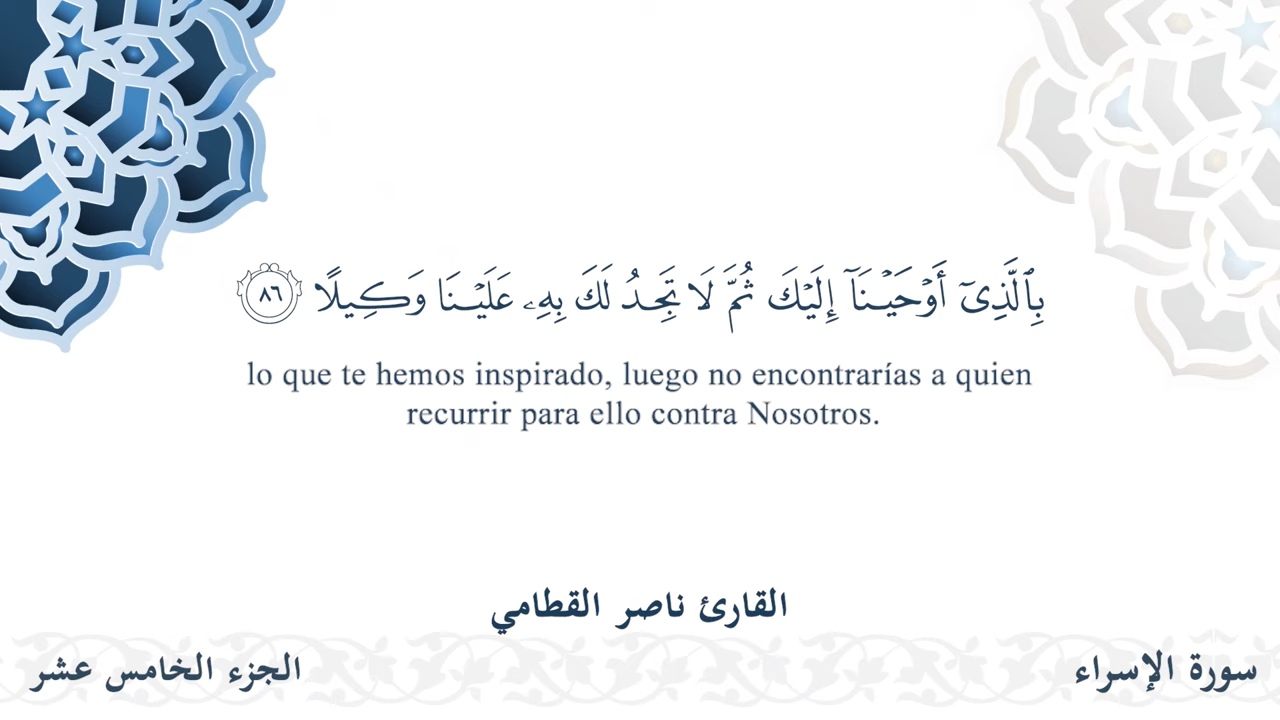 بِٱلَّذِىٓ أَوْحَيْنَآ إِلَيْكَ ثُمَّ لَا تَجِدُ لَكَ بِهِۦ عَلَيْنَا وَكِيلًا ٨٦
lo que te hemos inspirado, luego no encontrarías a quien
recurrir para ello contra Nosotros.
القارئ ناصر القطامي
سورة الإسراء
الجزء الخامس عشر